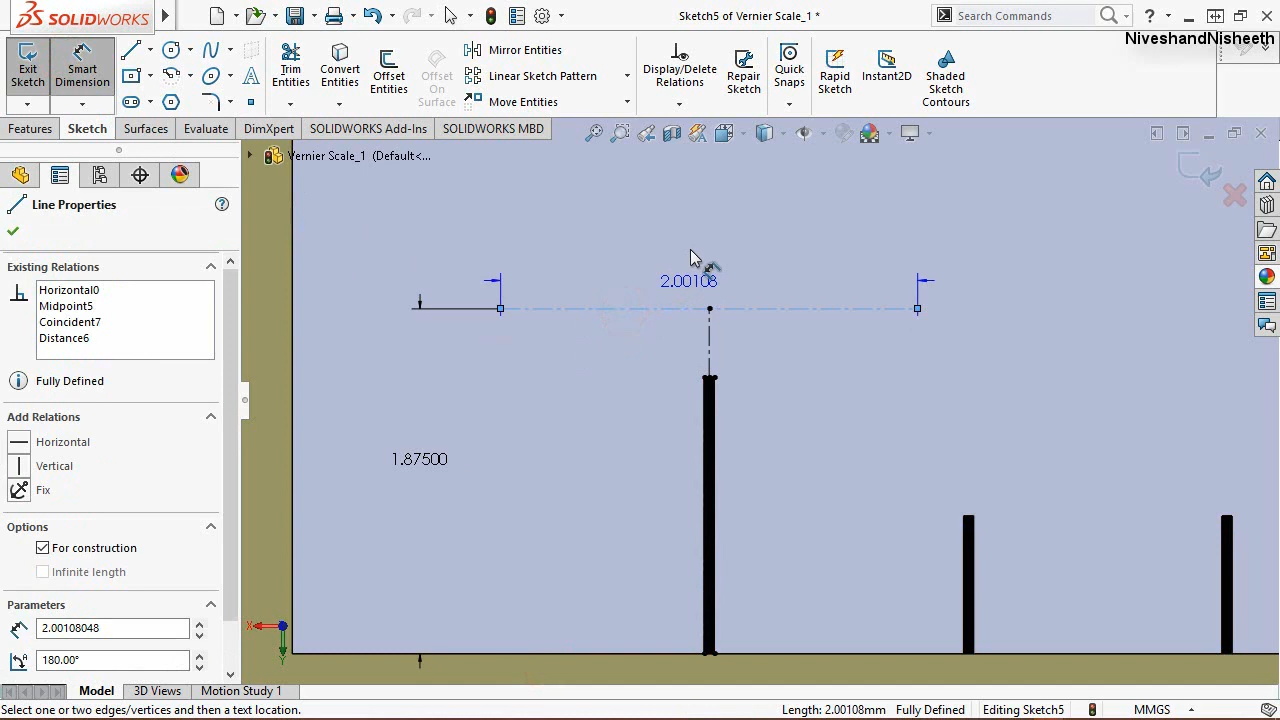 SOLIDWORKS
Sketch5 of Vernier Scale_1 *
Search Commands
NiveshandNisheeth
Exit Sketch
Smart Dimension
Trim Entities
Convert Entities
Offset Entities
Offset On Surface
Mirror Entities
Linear Sketch Pattern
Move Entities
Display/Delete Relations
Repair Sketch
Quick Snaps
Rapid Sketch
Instant2D
Shaded Sketch Contours
Features
Sketch
Surfaces
Evaluate
DimXpert
SOLIDWORKS Add-Ins
SOLIDWORKS MBD
Vernier Scale_1 (Default<...
Line Properties
Existing Relations
Horizontal0
Midpoint5
Coincident7
Distance6
Fully Defined
Add Relations
Horizontal
Vertical
Fix
Options
For construction
Infinite length
Parameters
2.00108048
180.00°
2.00108
1.87500
X
Y
Model
3D Views
Motion Study 1
Select one or two edges/vertices and then a text location.
Length: 2.00108mm
Fully Defined
Editing Sketch5
MMGS